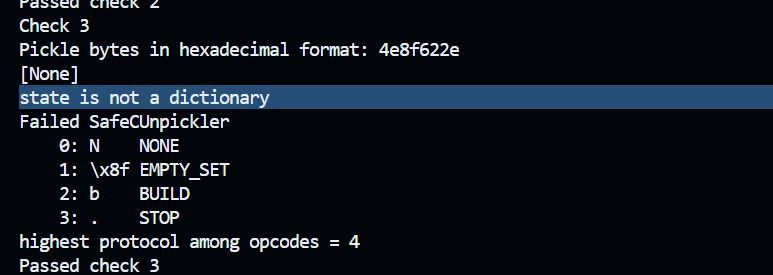 Passed check 2
Check 3
Pickle bytes in hexadecimal format: 4e8f622e
[None]
state is not a dictionary
Failed SafeCUnpickler
    0: N    NONE
    1: \x8f EMPTY_SET
    2: b    BUILD
    3: .    STOP
highest protocol among opcodes = 4
Passed check 3